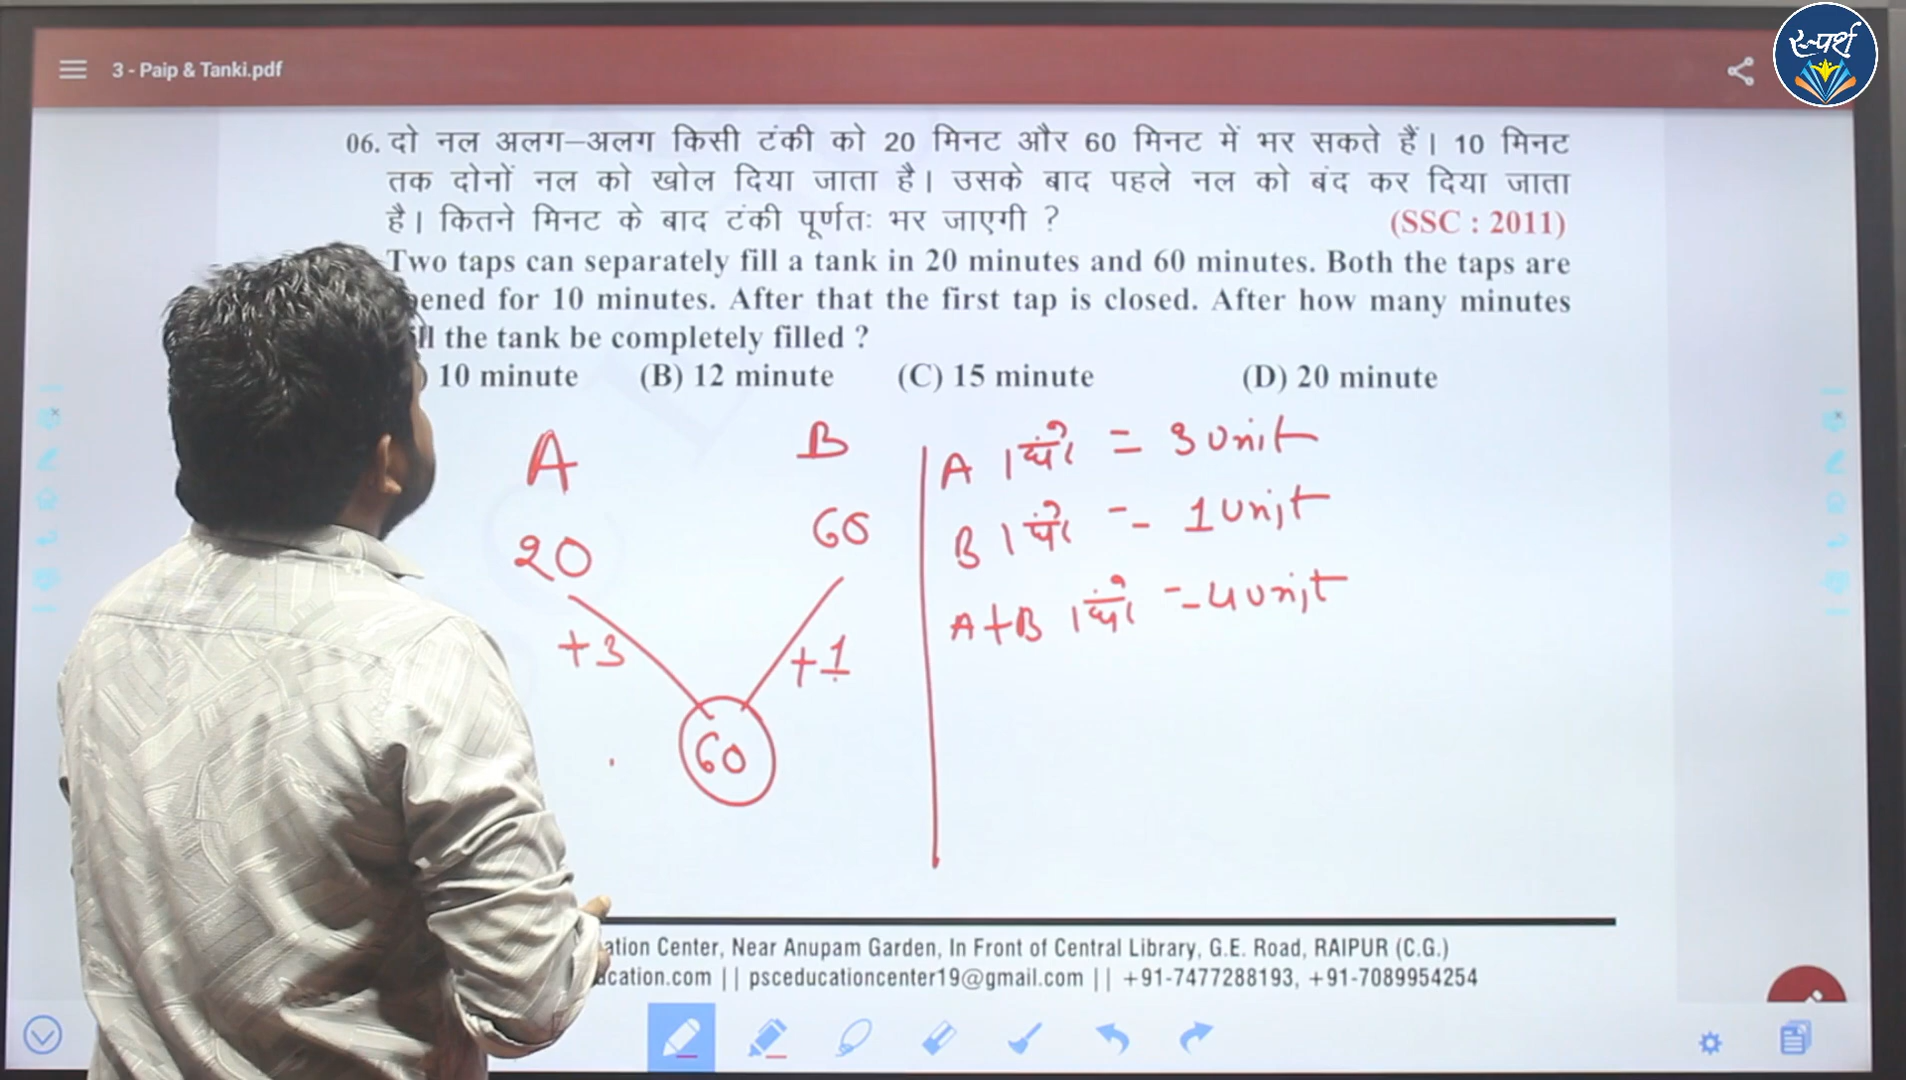 स्पर्श
3 - Paip & Tanki.pdf
06. दो नल अलग–अलग किसी टंकी को 20 मिनट और 60 मिनट में भर सकते हैं। 10 मिनट
तक दोनों नल को खोल दिया जाता है। उसके बाद पहले नल को बंद कर दिया जाता
है। कितने मिनट के बाद टंकी पूर्णतः भर जाएगी ?
(SSC : 2011)
Two taps can separately fill a tank in 20 minutes and 60 minutes. Both the taps are
ened for 10 minutes. After that the first tap is closed. After how many minutes
ll the tank be completely filled ?
) 10 minute (B) 12 minute (C) 15 minute (D) 20 minute
A B
20 60
+3 +1
60
A 1 घंटे = 3 unit
B 1 घंटे = 1 unit
A+B 1 घंटे = 4 unit
ation Center, Near Anupam Garden, In Front of Central Library, G.E. Road, RAIPUR (C.G.)
cation.com || psceducationcenter19@gmail.com || +91-7477288193, +91-7089954254